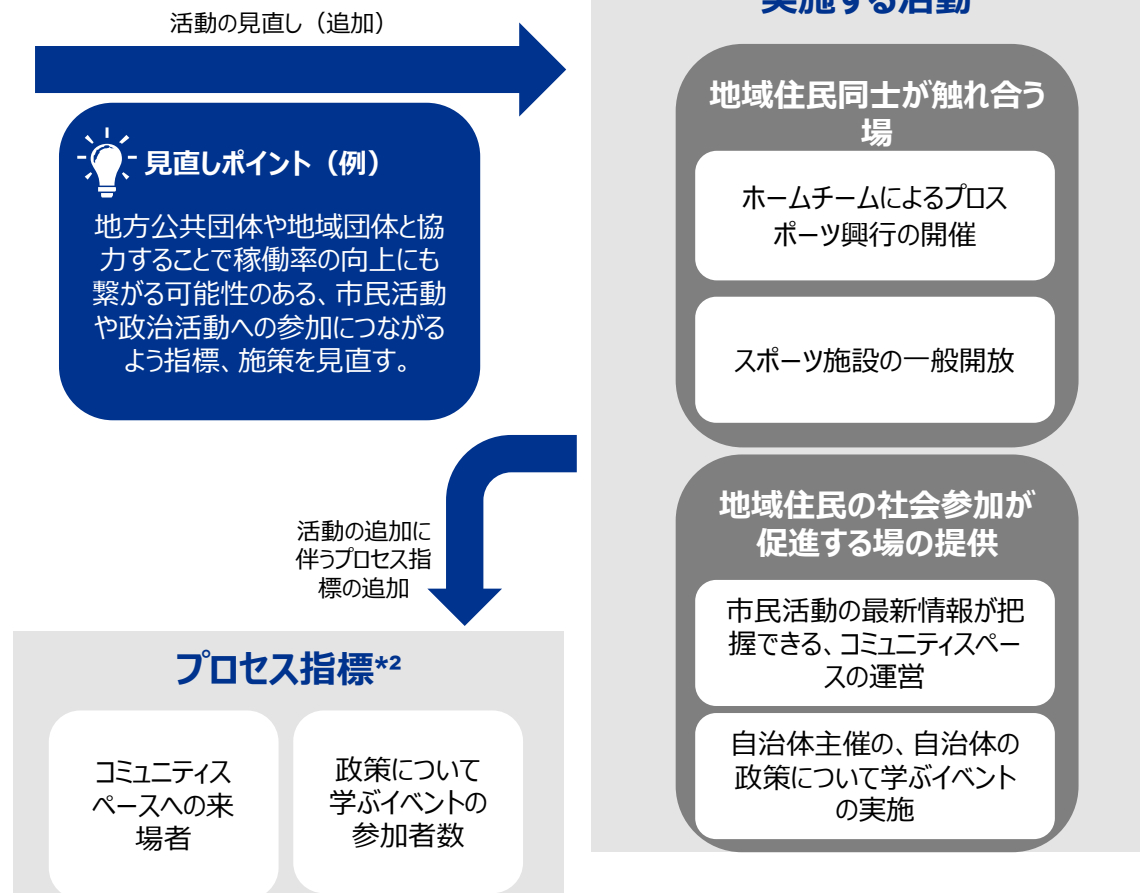 活動の見直し（追加）
見直しポイント（例）
地方公共団体や地域団体と協
力することで稼働率の向上にも
繋がる可能性のある、市民活動
や政治活動への参加につながる
よう指標、施策を見直す。
実施する活動
地域住民同士が触れ合う
場
ホームチームによるプロス
ポーツ興行の開催
スポーツ施設の一般開放
地域住民の社会参加が
促進する場の提供
市民活動の最新情報が把
握できる、コミュニティスペー
スの運営
自治体主催の、自治体の
政策について学ぶイベント
の実施
活動の追加に
伴うプロセス指
標の追加
プロセス指標*²
コミュニティス
ペースへの来
場者
政策について
学ぶイベントの
参加者数